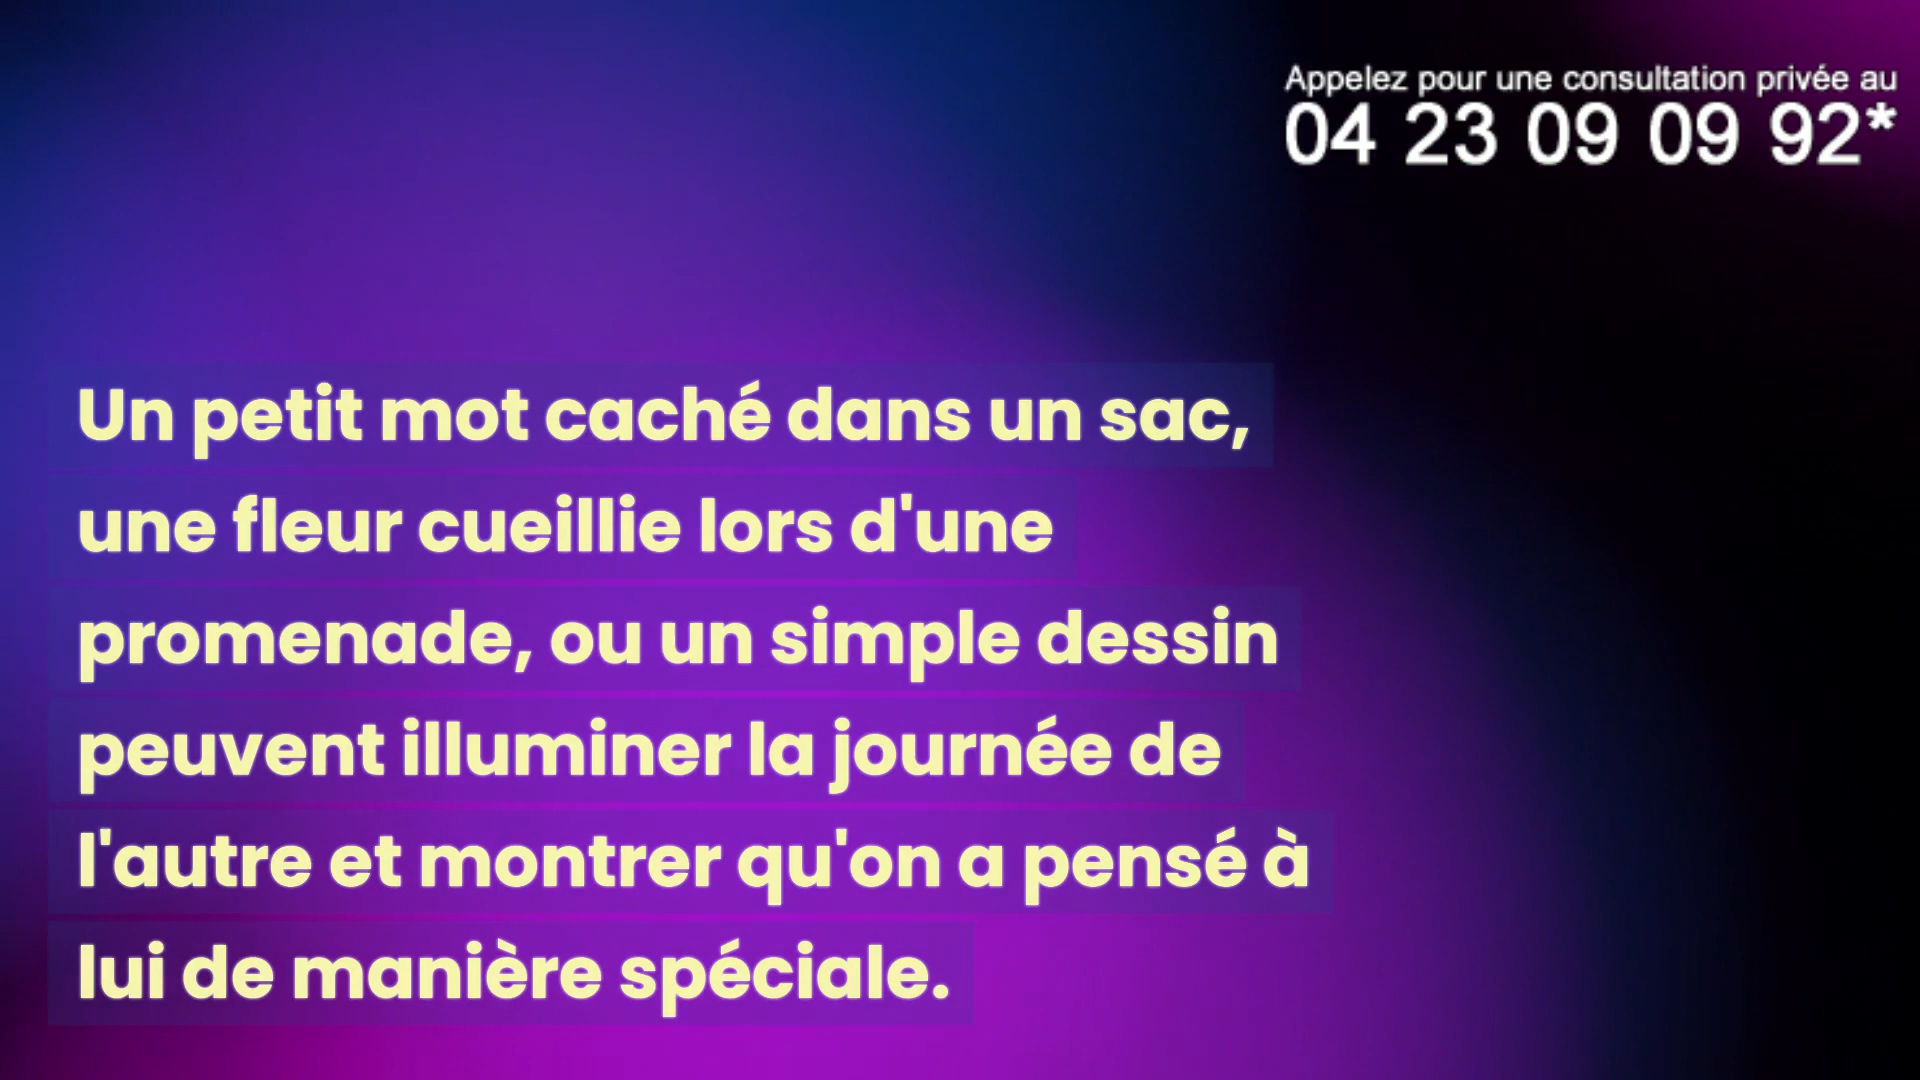 Appelez pour une consultation privée au
04 23 09 09 92*
Un petit mot caché dans un sac,
une fleur cueillie lors d'une
promenade, ou un simple dessin
peuvent illuminer la journée de
l'autre et montrer qu'on a pensé à
lui de manière spéciale.